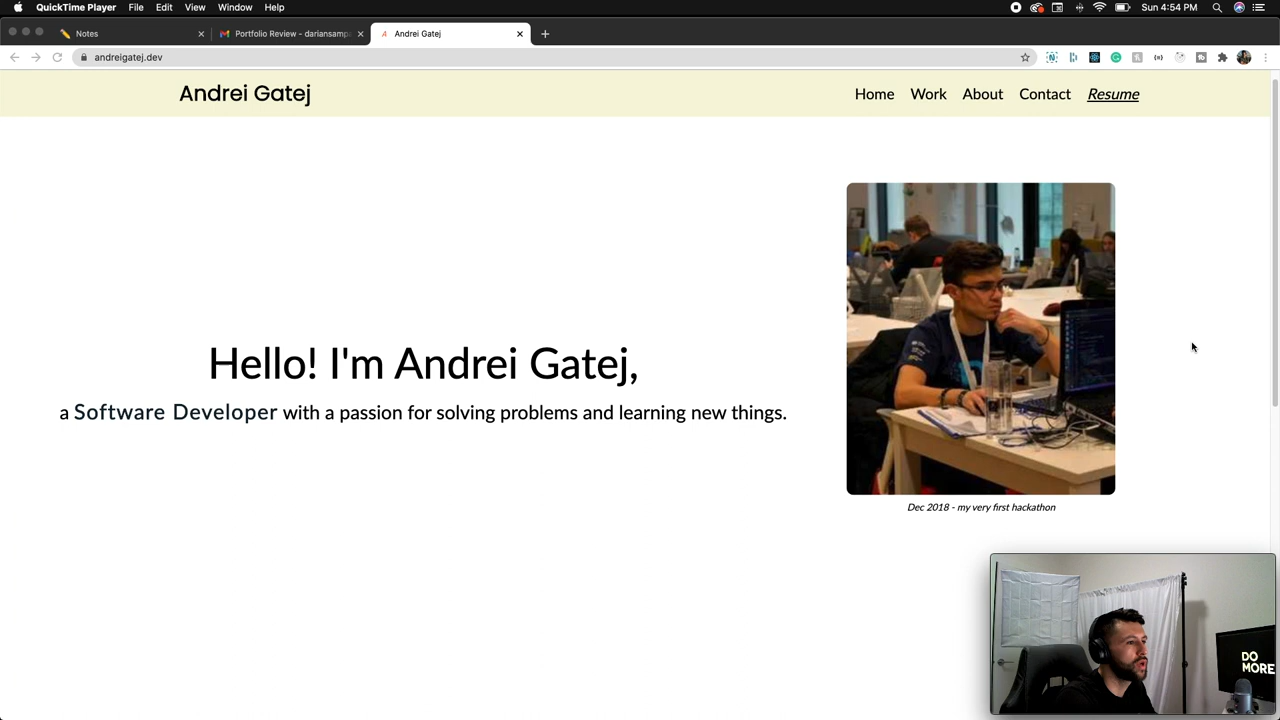 QuickTime Player File Edit View Window Help
Sun 4:54 PM
Notes
Portfolio Review - dariansamp
Andrei Gatej
andreigatej.dev
Andrei Gatej
Home Work About Contact Resume
Hello! I'm Andrei Gatej,
a Software Developer with a passion for solving problems and learning new things.
Dec 2018 - my very first hackathon
DO
MORE